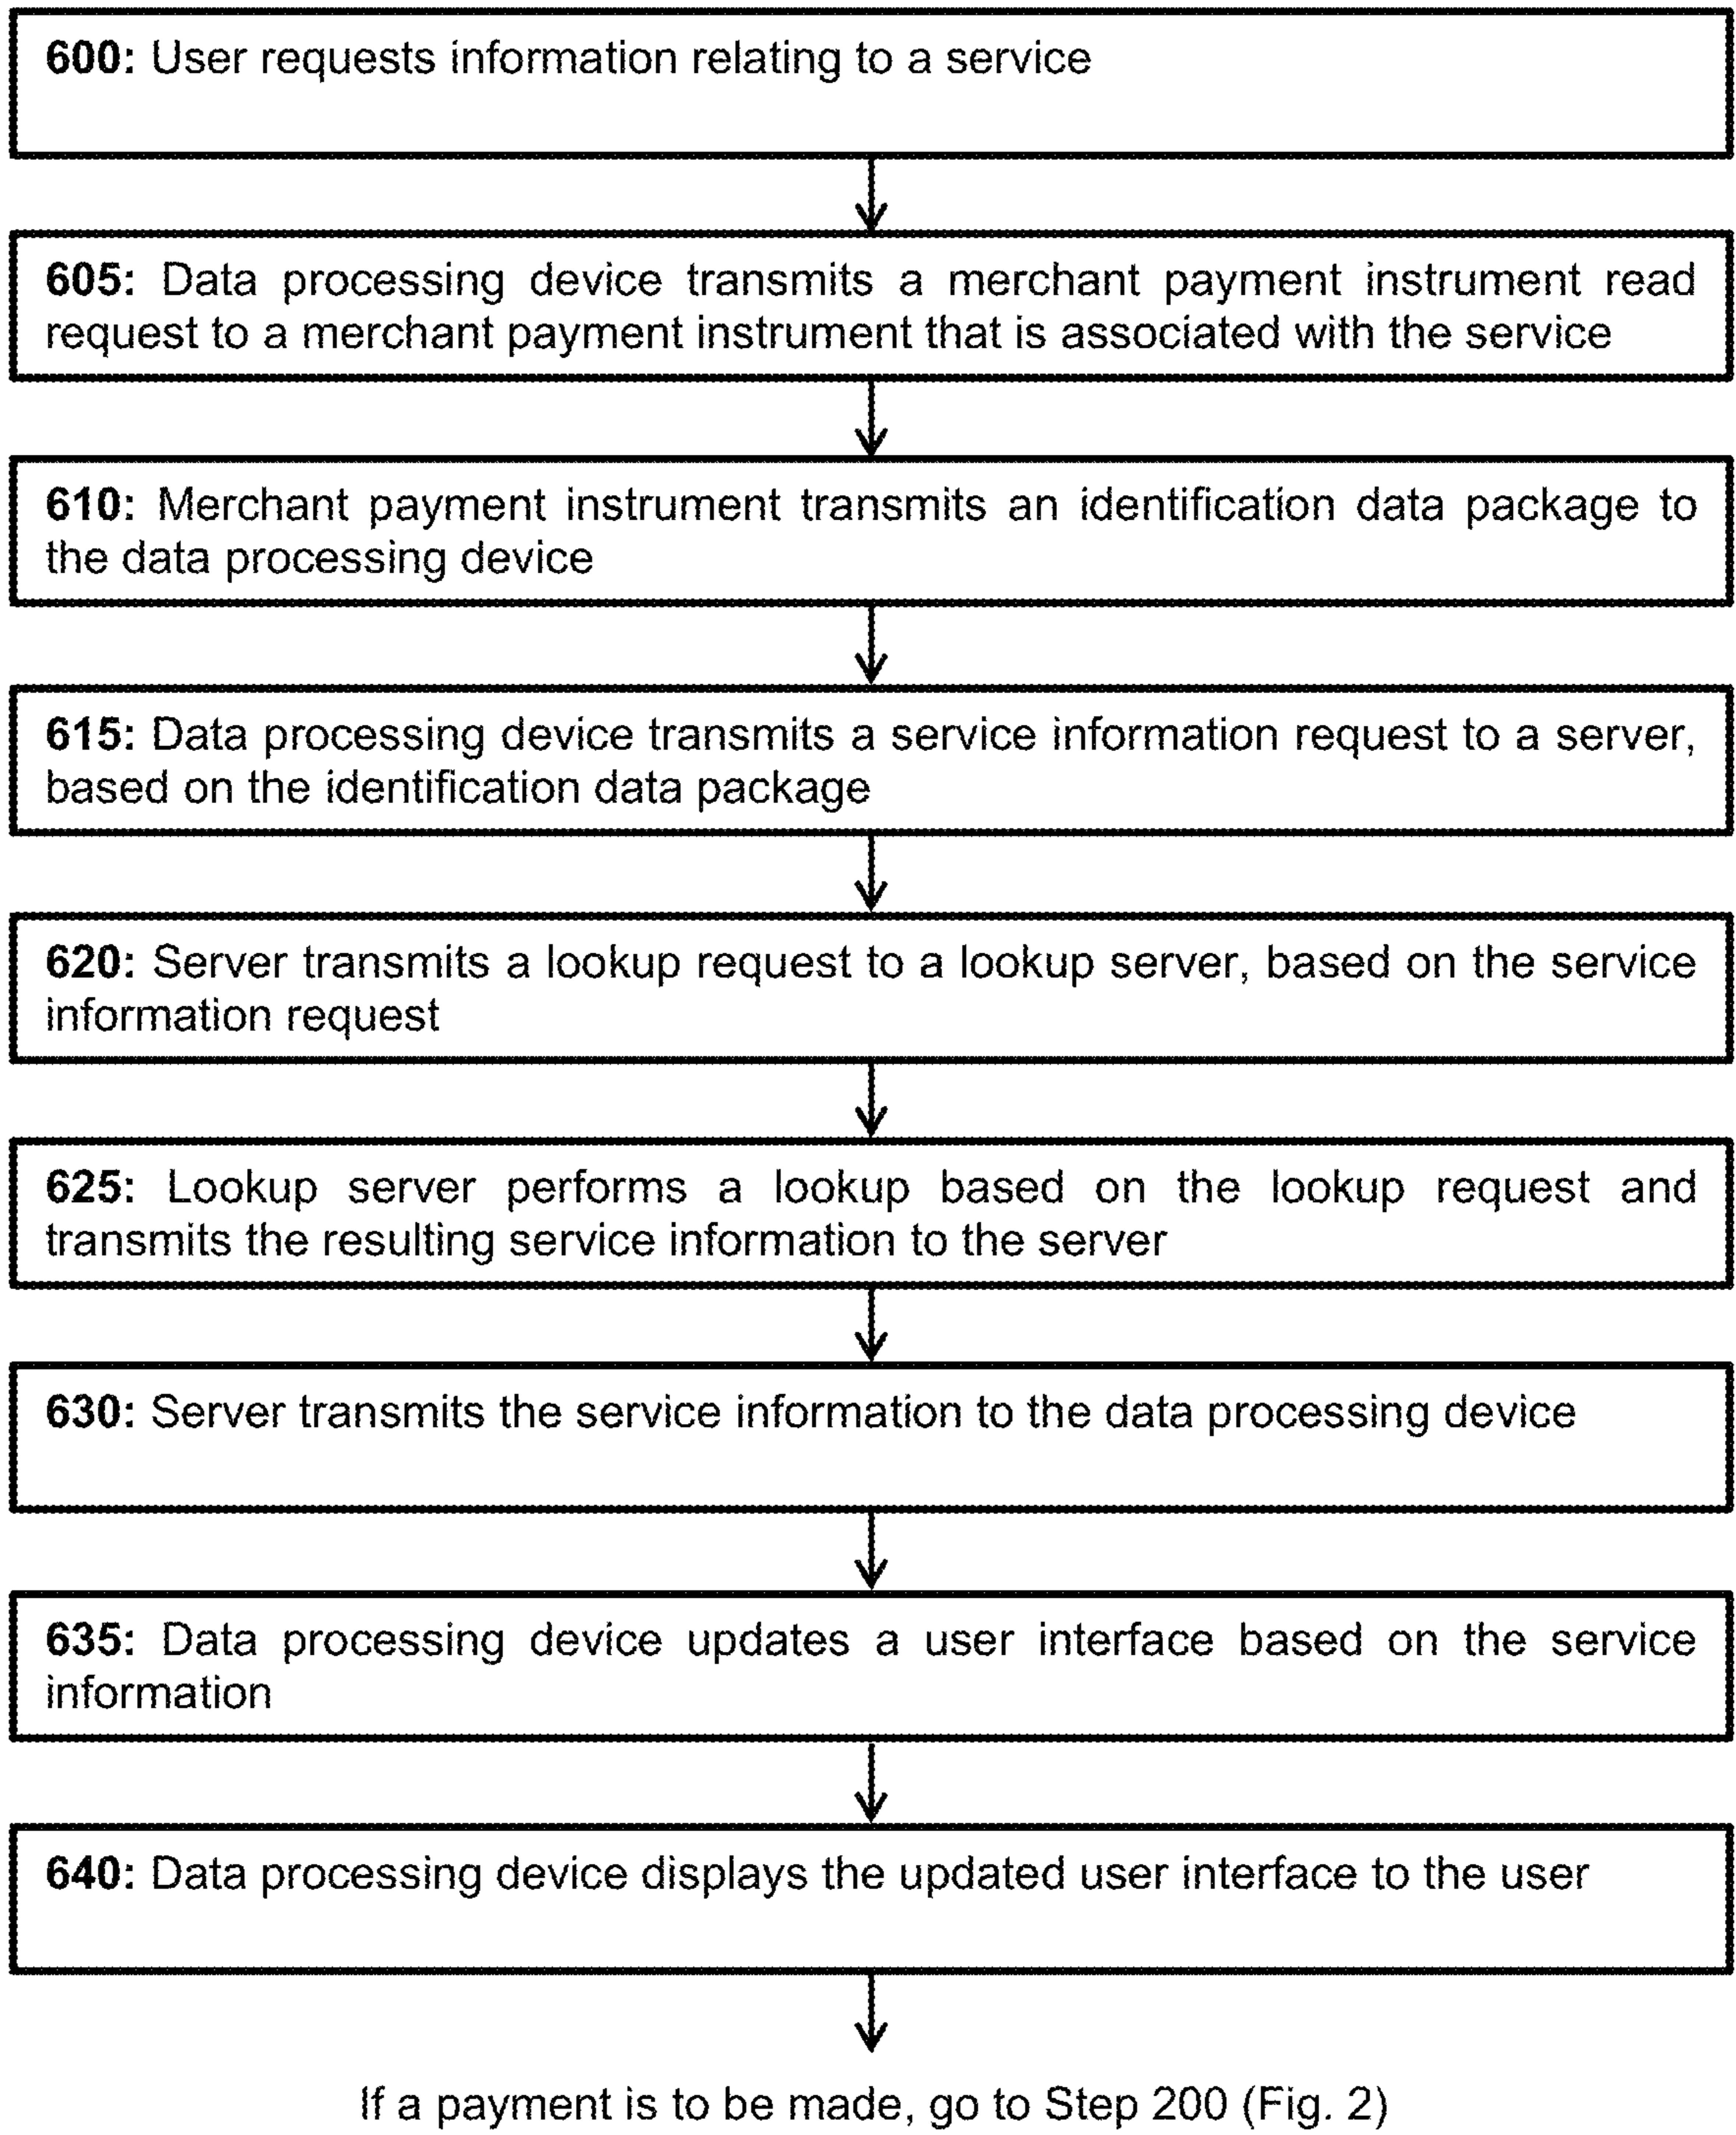 600: User requests information relating to a service
605: Data processing device transmits a merchant payment instrument read
request to a merchant payment instrument that is associated with the service
610: Merchant payment instrument transmits an identification data package to
the data processing device
615: Data processing device transmits a service information request to a server,
based on the identification data package
620: Server transmits a lookup request to a lookup server, based on the service
information request
625: Lookup server performs a lookup based on the lookup request and
transmits the resulting service information to the server
630: Server transmits the service information to the data processing device
635: Data processing device updates a user interface based on the service
information
640: Data processing device displays the updated user interface to the user
If a payment is to be made, go to Step 200 (Fig. 2)